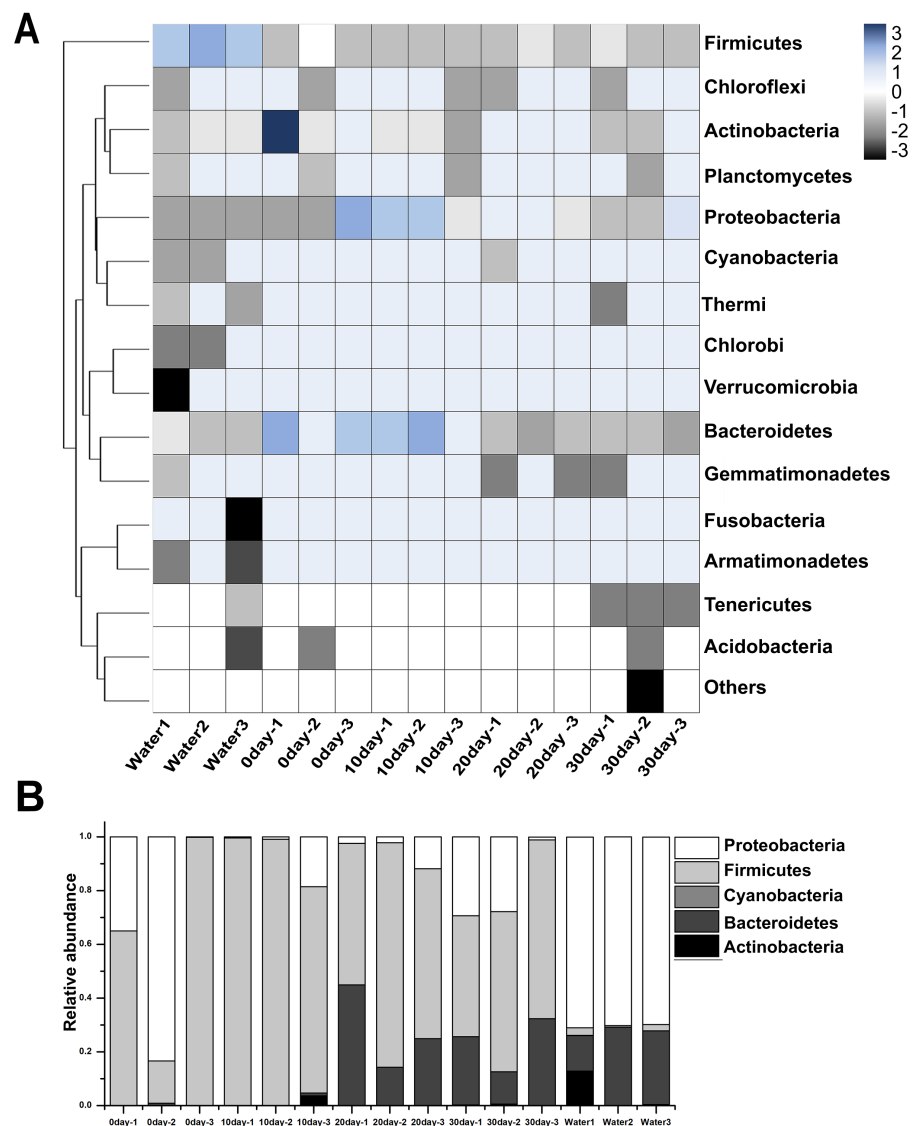 A
Firmicutes
Chloroflexi
Actinobacteria
Planctomycetes
Proteobacteria
Cyanobacteria
Thermi
Chlorobi
Verrucomicrobia
Bacteroidetes
Gemmatimonadetes
Fusobacteria
Armatimonadetes
Tenericutes
Acidobacteria
Others
3
2
1
0
-1
-2
-3
Water1
Water2
Water3
0day-1
0day-2
0day-3
10day-1
10day-2
10day-3
20day-1
20day-2
20day -3
30day-1
30day-2
30day-3
B
Relative abundance
1.0
0.8
0.6
0.4
0.2
0.0
0day-1
0day-2
0day-3
10day-1
10day-2
10day-3
20day-1
20day-2
20day-3
30day-1
30day-2
30day-3
Water1
Water2
Water3
Proteobacteria
Firmicutes
Cyanobacteria
Bacteroidetes
Actinobacteria